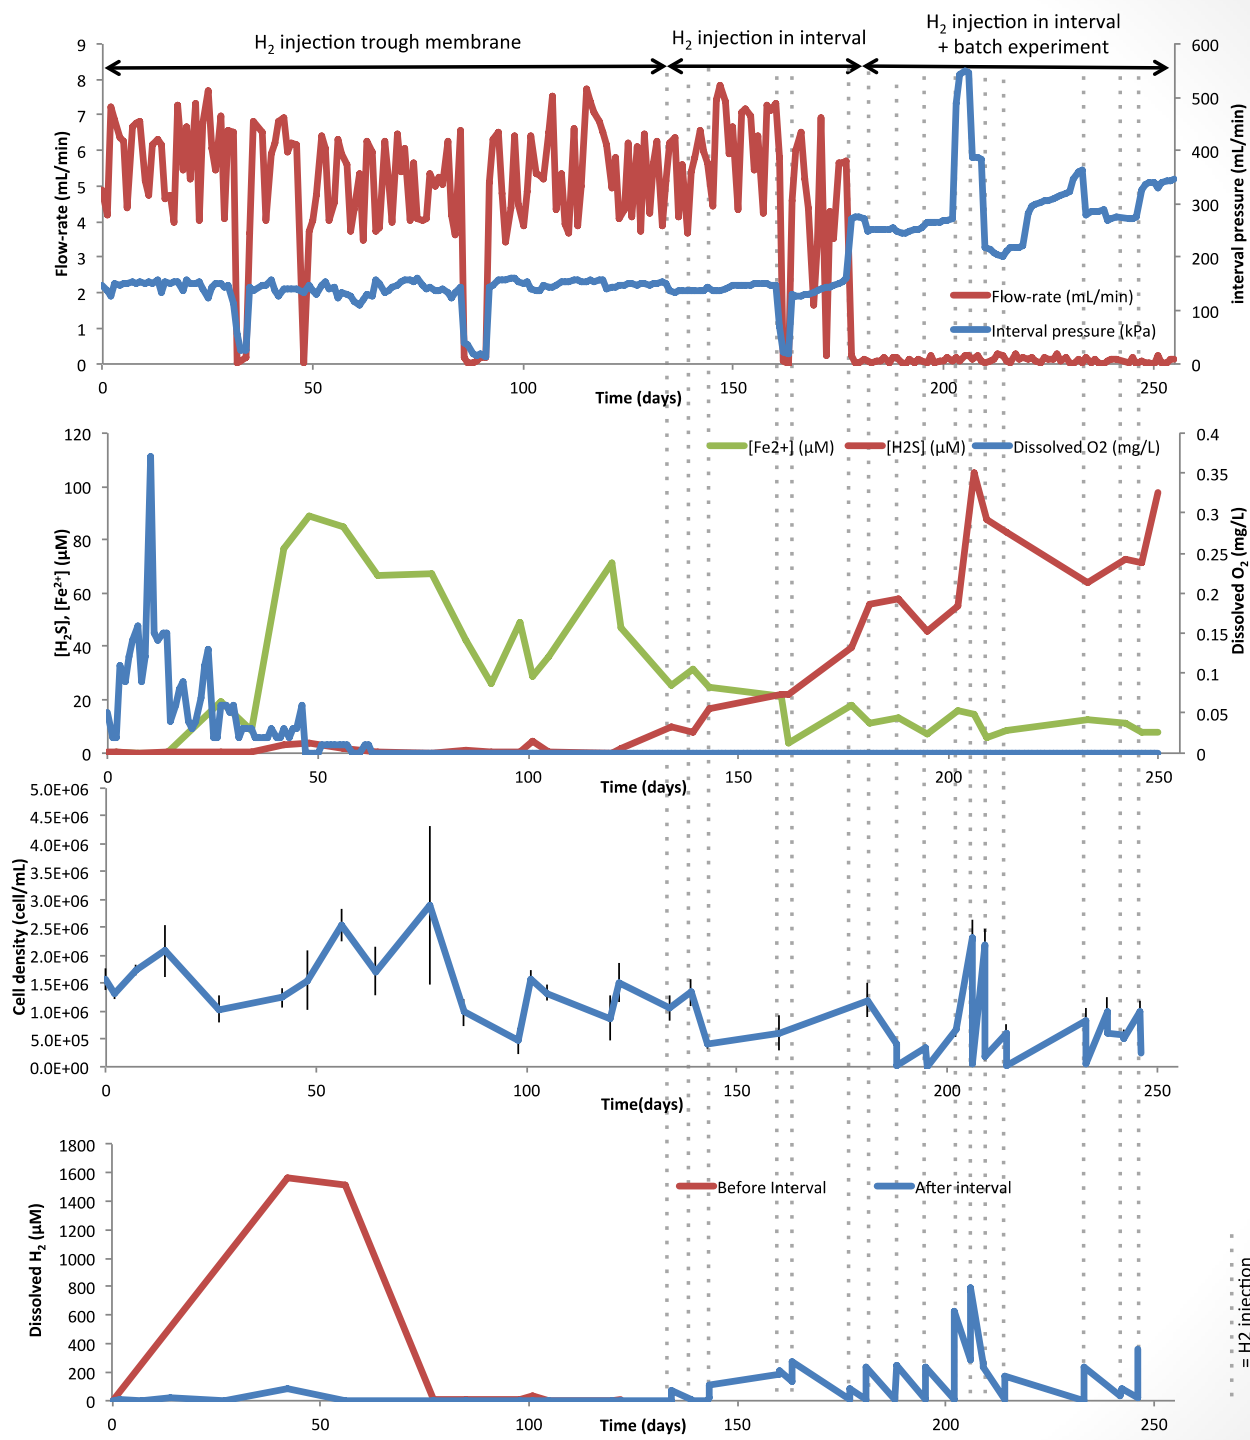 H2 injection trough membrane
H2 injection in interval
H2 injection in interval
+ batch experiment
9
8
7
6
5
4
3
2
1
0
Flow-rate (mL/min)
600
500
400
300
200
100
0
interval pressure (mL/min)
Flow-rate (mL/min)
Interval pressure (kPa)
0 50 100 150 200 250
Time (days)
120
100
80
60
40
20
0
[H2S], [Fe2+] (µM)
[Fe2+] (µM) [H2S] (µM) Dissolved O2 (mg/L)
0.4
0.35
0.3
0.25
0.2
0.15
0.1
0.05
0
Dissolved O2 (mg/L)
0 50 100 150 200 250
Time (days)
5.0E+06
4.5E+06
4.0E+06
3.5E+06
3.0E+06
2.5E+06
2.0E+06
1.5E+06
1.0E+06
5.0E+05
0.0E+00
Cell density (cell/mL)
0 50 100 150 200 250
Time(days)
1800
1600
1400
1200
1000
800
600
400
200
0
Dissolved H2 (µM)
Before Interval After interval
0 50 100 150 200 250
Time (days)
= H2 injection